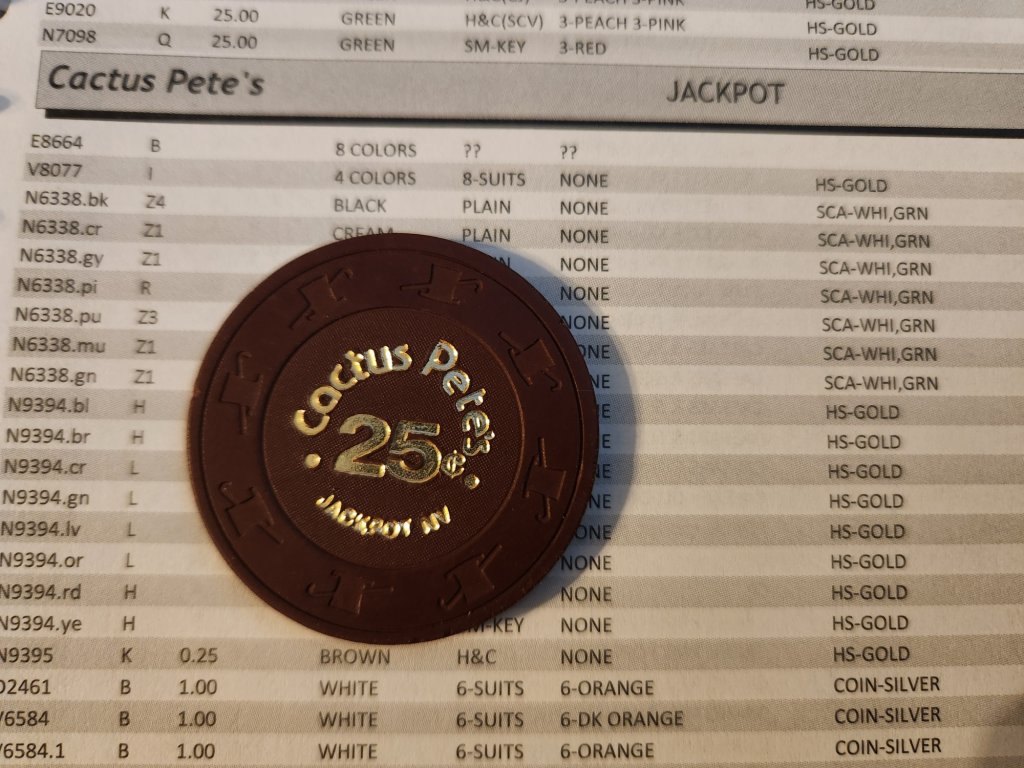 E9020 K 25.00 GREEN H&C(SCV) 3-PEACH 3-PINK HS-GOLD
N7098 Q 25.00 GREEN SM-KEY 3-RED HS-GOLD
Cactus Pete's JACKPOT
E8664 B 8 COLORS ?? ??
V8077 I 4 COLORS 8-SUITS NONE HS-GOLD
N6338.bk Z4 BLACK PLAIN NONE SCA-WHI,GRN
N6338.cr Z1 CREAM PLAIN NONE SCA-WHI,GRN
N6338.gy Z1 NONE SCA-WHI,GRN
N6338.pi R NONE SCA-WHI,GRN
N6338.pu Z3 NONE SCA-WHI,GRN
N6338.mu Z1 SCA-WHI,GRN
N6338.gn Z1 SCA-WHI,GRN
N9394.bl H HS-GOLD
N9394.br H HS-GOLD
N9394.cr L HS-GOLD
N9394.gn L HS-GOLD
N9394.lv L HS-GOLD
N9394.or L NONE HS-GOLD
N9394.rd H NONE HS-GOLD
N9394.ye H NONE HS-GOLD
N9395 K 0.25 BROWN H&C NONE HS-GOLD
2461 B 1.00 WHITE 6-SUITS 6-ORANGE COIN-SILVER
6584 B 1.00 WHITE 6-SUITS 6-DK ORANGE COIN-SILVER
6584.1 B 1.00 WHITE 6-SUITS 6-ORANGE COIN-SILVER
Cactus Pete's
25¢
JACKPOT NV